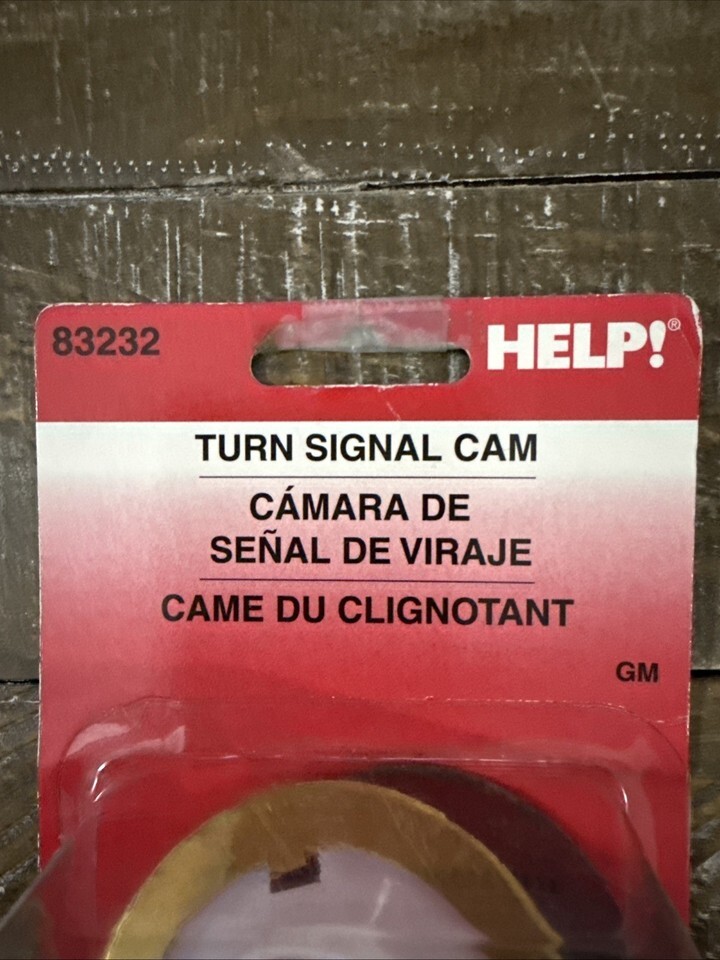 83232
HELP!®
TURN SIGNAL CAM
CÁMARA DE
SEÑAL DE VIRAJE
CAME DU CLIGNOTANT
GM